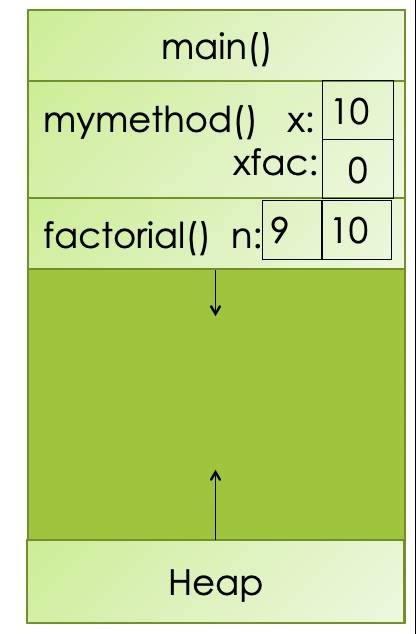 main()
mymethod() x: 10
xfac: 0
factorial() n: 9 10
Heap